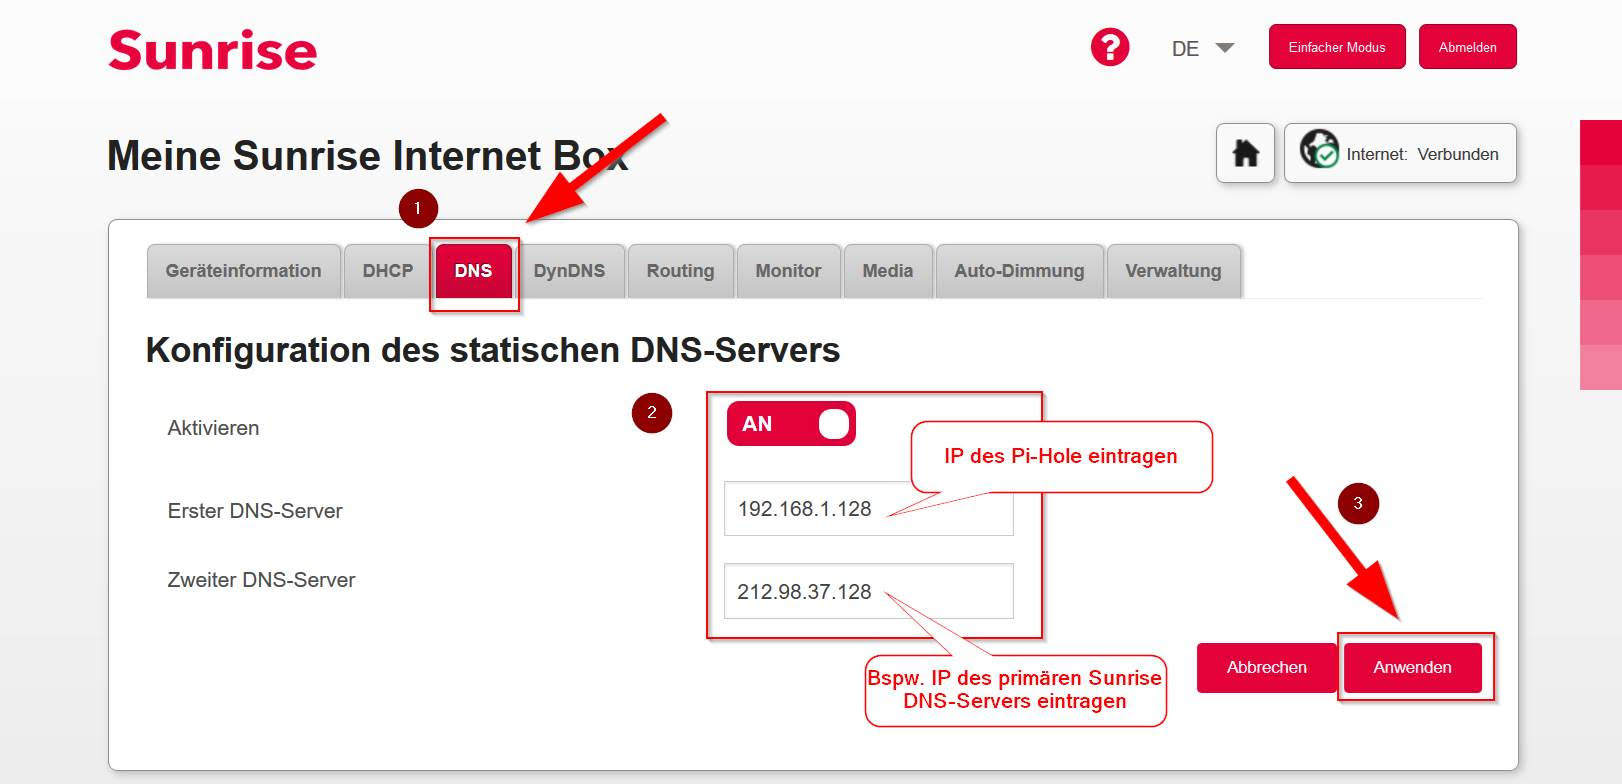 Sunrise
?
DE
Einfacher Modus
Abmelden
Meine Sunrise Internet Box
Internet: Verbunden
1
Geräteinformation
DHCP
DNS
DynDNS
Routing
Monitor
Media
Auto-Dimmung
Verwaltung
Konfiguration des statischen DNS-Servers
2
Aktivieren
AN
IP des Pi-Hole eintragen
Erster DNS-Server
192.168.1.128
3
Zweiter DNS-Server
212.98.37.128
Bspw. IP des primären Sunrise
DNS-Servers eintragen
Abbrechen
Anwenden